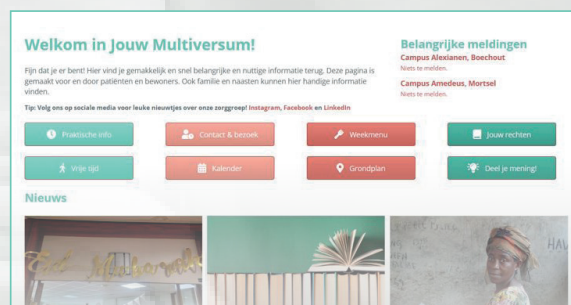 Welkom in Jouw Multiversum!
Fijn dat je er bent! Hier vind je gemakkelijk en snel belangrijke en nuttige informatie terug. Deze pagina is
gemaakt voor en door patiënten en bewoners. Ook familie en naasten kunnen hier handige informatie
vinden.
Tip: Volg ons op sociale media voor leuke nieuwtjes over onze zorggroep! Instagram, Facebook en LinkedIn
Belangrijke meldingen
Campus Alexianen, Boechout
Niets te melden.
Campus Amedeus, Mortsel
Niets te melden.
Praktische info
Contact & bezoek
Weekmenu
Jouw rechten
Vrije tijd
Kalender
Grondplan
Deel je mening!
Nieuws
Eid Mubarak
HAV